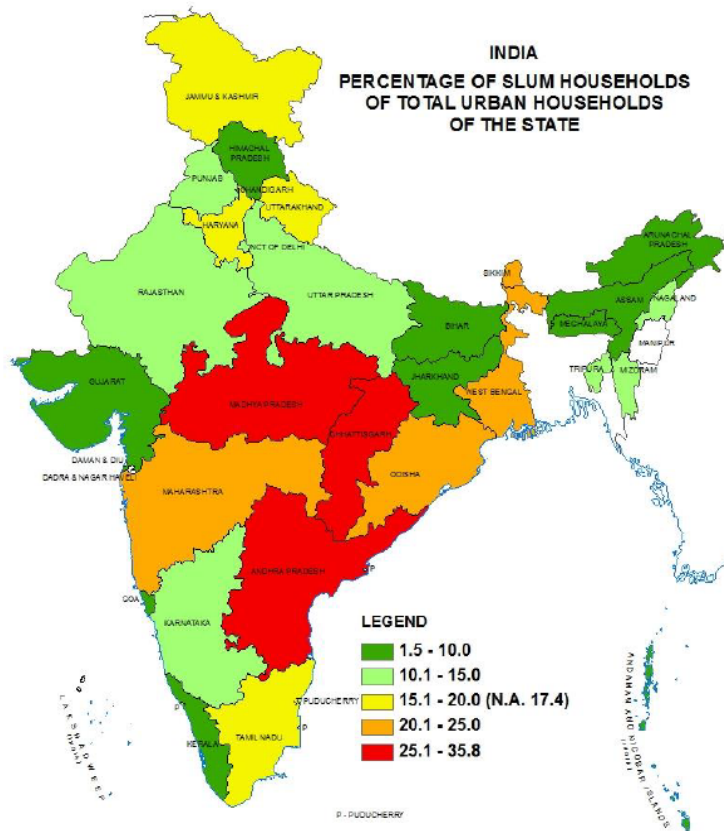 INDIA
PERCENTAGE OF SLUM HOUSEHOLDS
OF TOTAL URBAN HOUSEHOLDS
OF THE STATE
JAMMU & KASHMIR
HIMACHAL
PRADESH
PUNJAB
CHANDIGARH
UTTARAKHAND
HARYANA
NCT OF DELHI
ARUNACHAL
PRADESH
SIKKIM
RAJASTHAN
UTTAR PRADESH
ASSAM
NAGALAND
BIHAR
MEGHALAYA
MANIPUR
TRIPURA
MIZORAM
JHARKHAND
GUJARAT
WEST BENGAL
MADHYA PRADESH
CHHATTISGARH
DAMAN & DIU
ODISHA
DADRA & NAGAR HAVELI
MAHARASHTRA
ANDHRA PRADESH
P
GOA
KARNATAKA
LEGEND
1.5 - 10.0
10.1 - 15.0
15.1 - 20.0 (N.A. 17.4)
20.1 - 25.0
25.1 - 35.8
PUDUCHERRY
P
P
KERALA
TAMIL NADU
LAKSHADWEEP
ANDAMAN AND NICOBAR ISLANDS
P - PUDUCHERRY